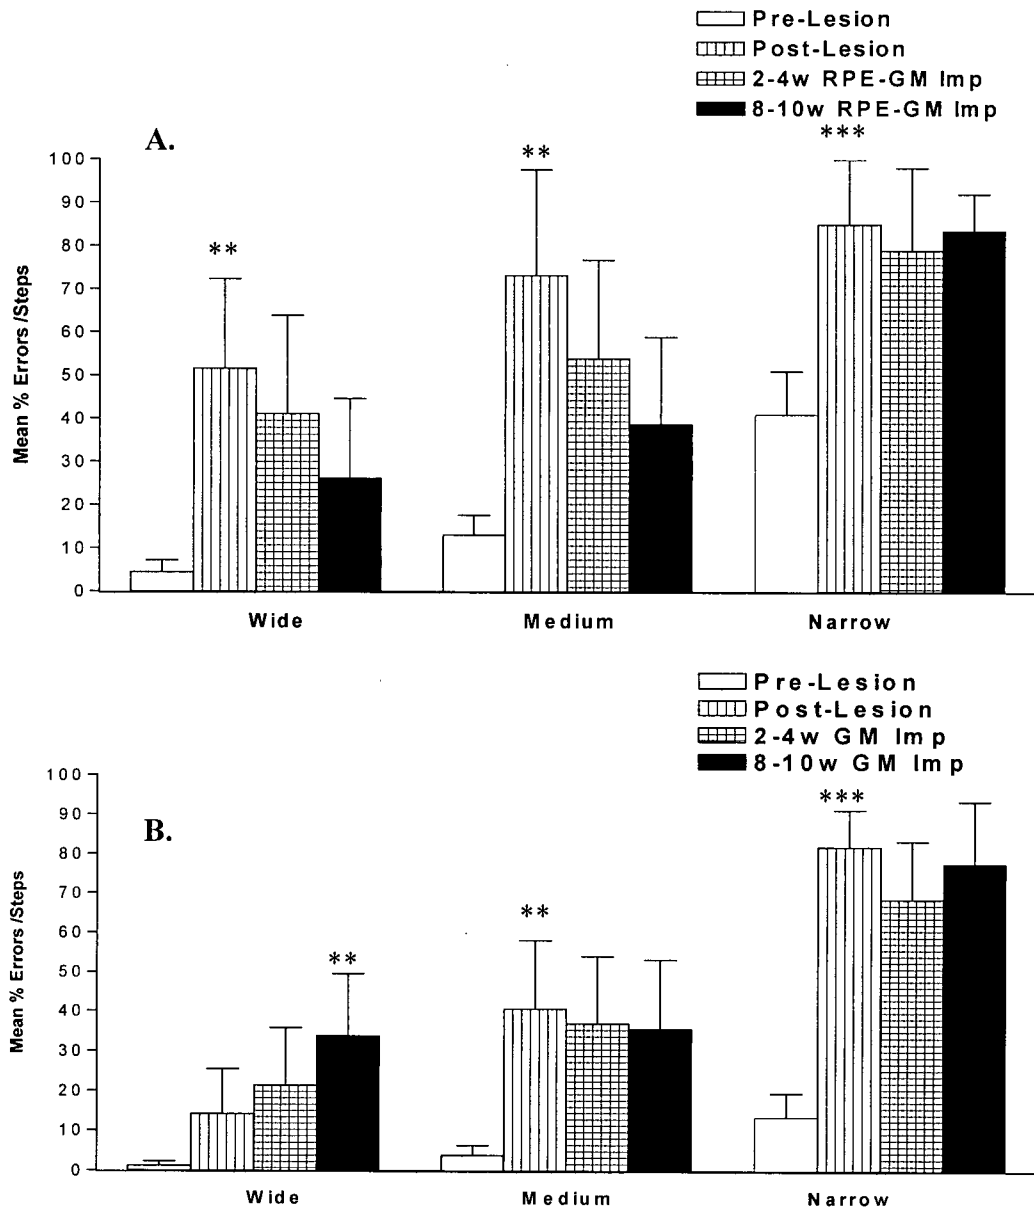 Pre-Lesion
Post-Lesion
2-4w RPE-GM Imp
8-10w RPE-GM Imp
A.
**
**
***
100
90
80
70
60
50
40
30
20
10
0
Mean % Errors /Steps
Wide Medium Narrow
Pre-Lesion
Post-Lesion
2-4w GM Imp
8-10w GM Imp
B.
**
**
***
100
90
80
70
60
50
40
30
20
10
0
Mean % Errors /Steps
Wide Medium Narrow